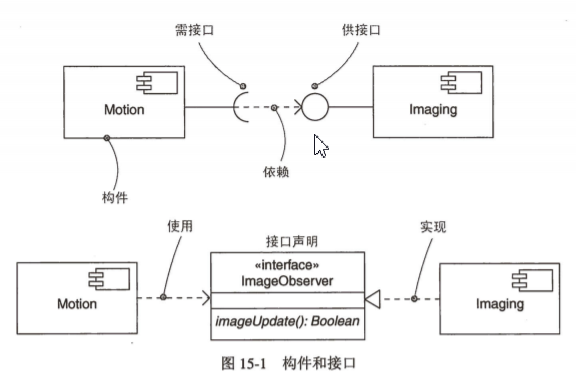 需接口
供接口
Motion
Imaging
依赖
构件
使用
接口声明
实现
«interface»
ImageObserver
Motion
Imaging
imageUpdate(): Boolean
图 15-1 构件和接口